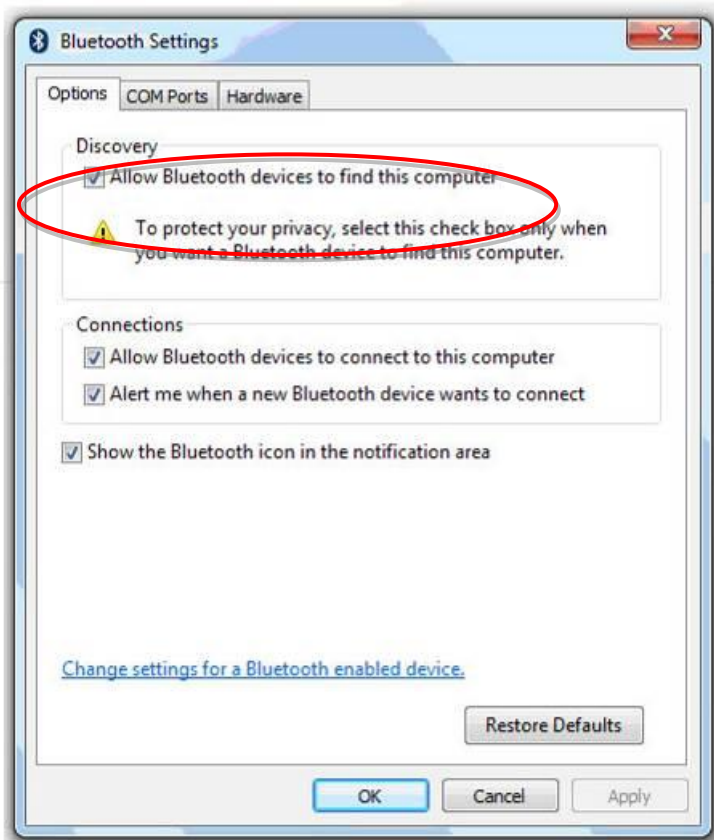 Bluetooth Settings
Options COM Ports Hardware
Discovery
Allow Bluetooth devices to find this computer
To protect your privacy, select this check box only when
you want a Bluetooth device to find this computer.
Connections
Allow Bluetooth devices to connect to this computer
Alert me when a new Bluetooth device wants to connect
Show the Bluetooth icon in the notification area
Change settings for a Bluetooth enabled device.
Restore Defaults
OK Cancel Apply